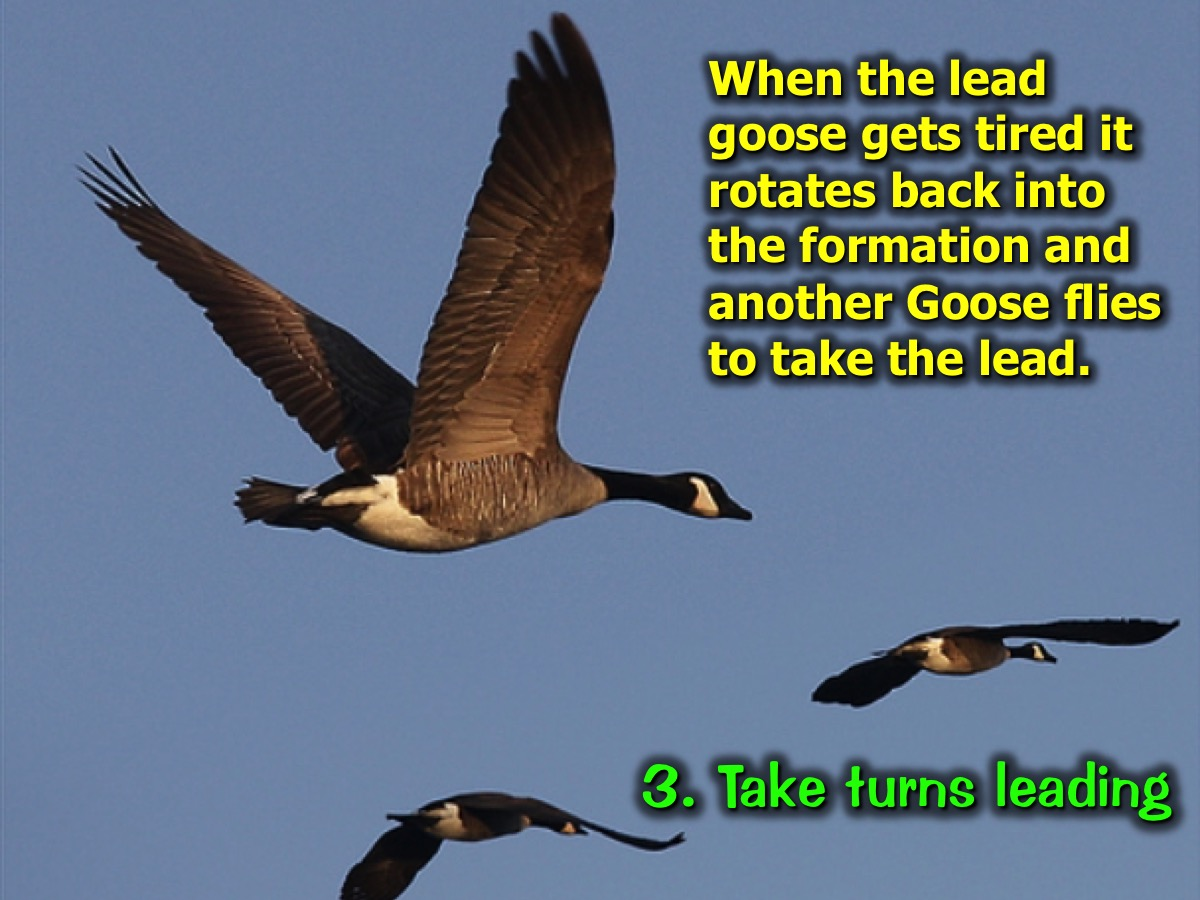 When the lead
goose gets tired it
rotates back into
the formation and
another Goose flies
to take the lead.
3. Take turns leading